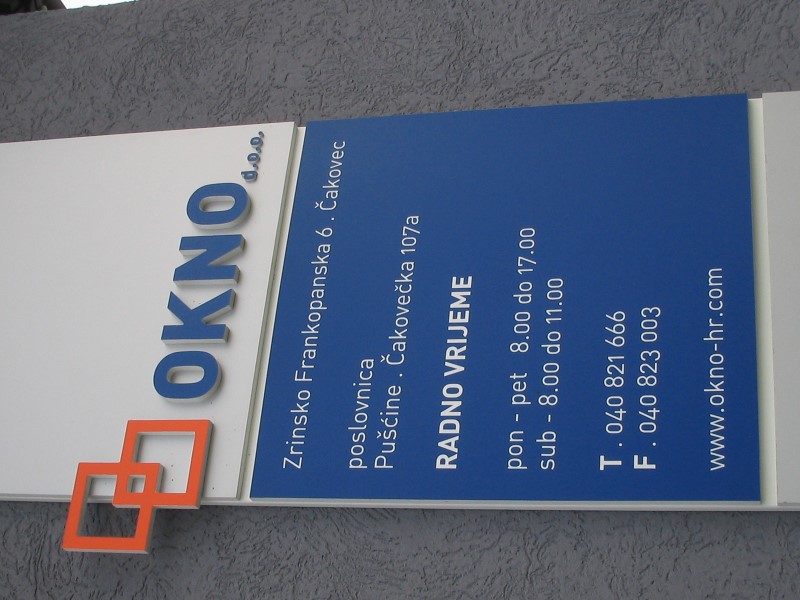 OKNO d.o.o.
Zrinsko Frankopanska 6 . Čakovec
poslovnica
Pušćine . Čakovečka 107a
RADNO VRIJEME
pon - pet 8.00 do 17.00
sub - 8.00 do 11.00
T . 040 821 666
F . 040 823 003
www.okno-hr.com